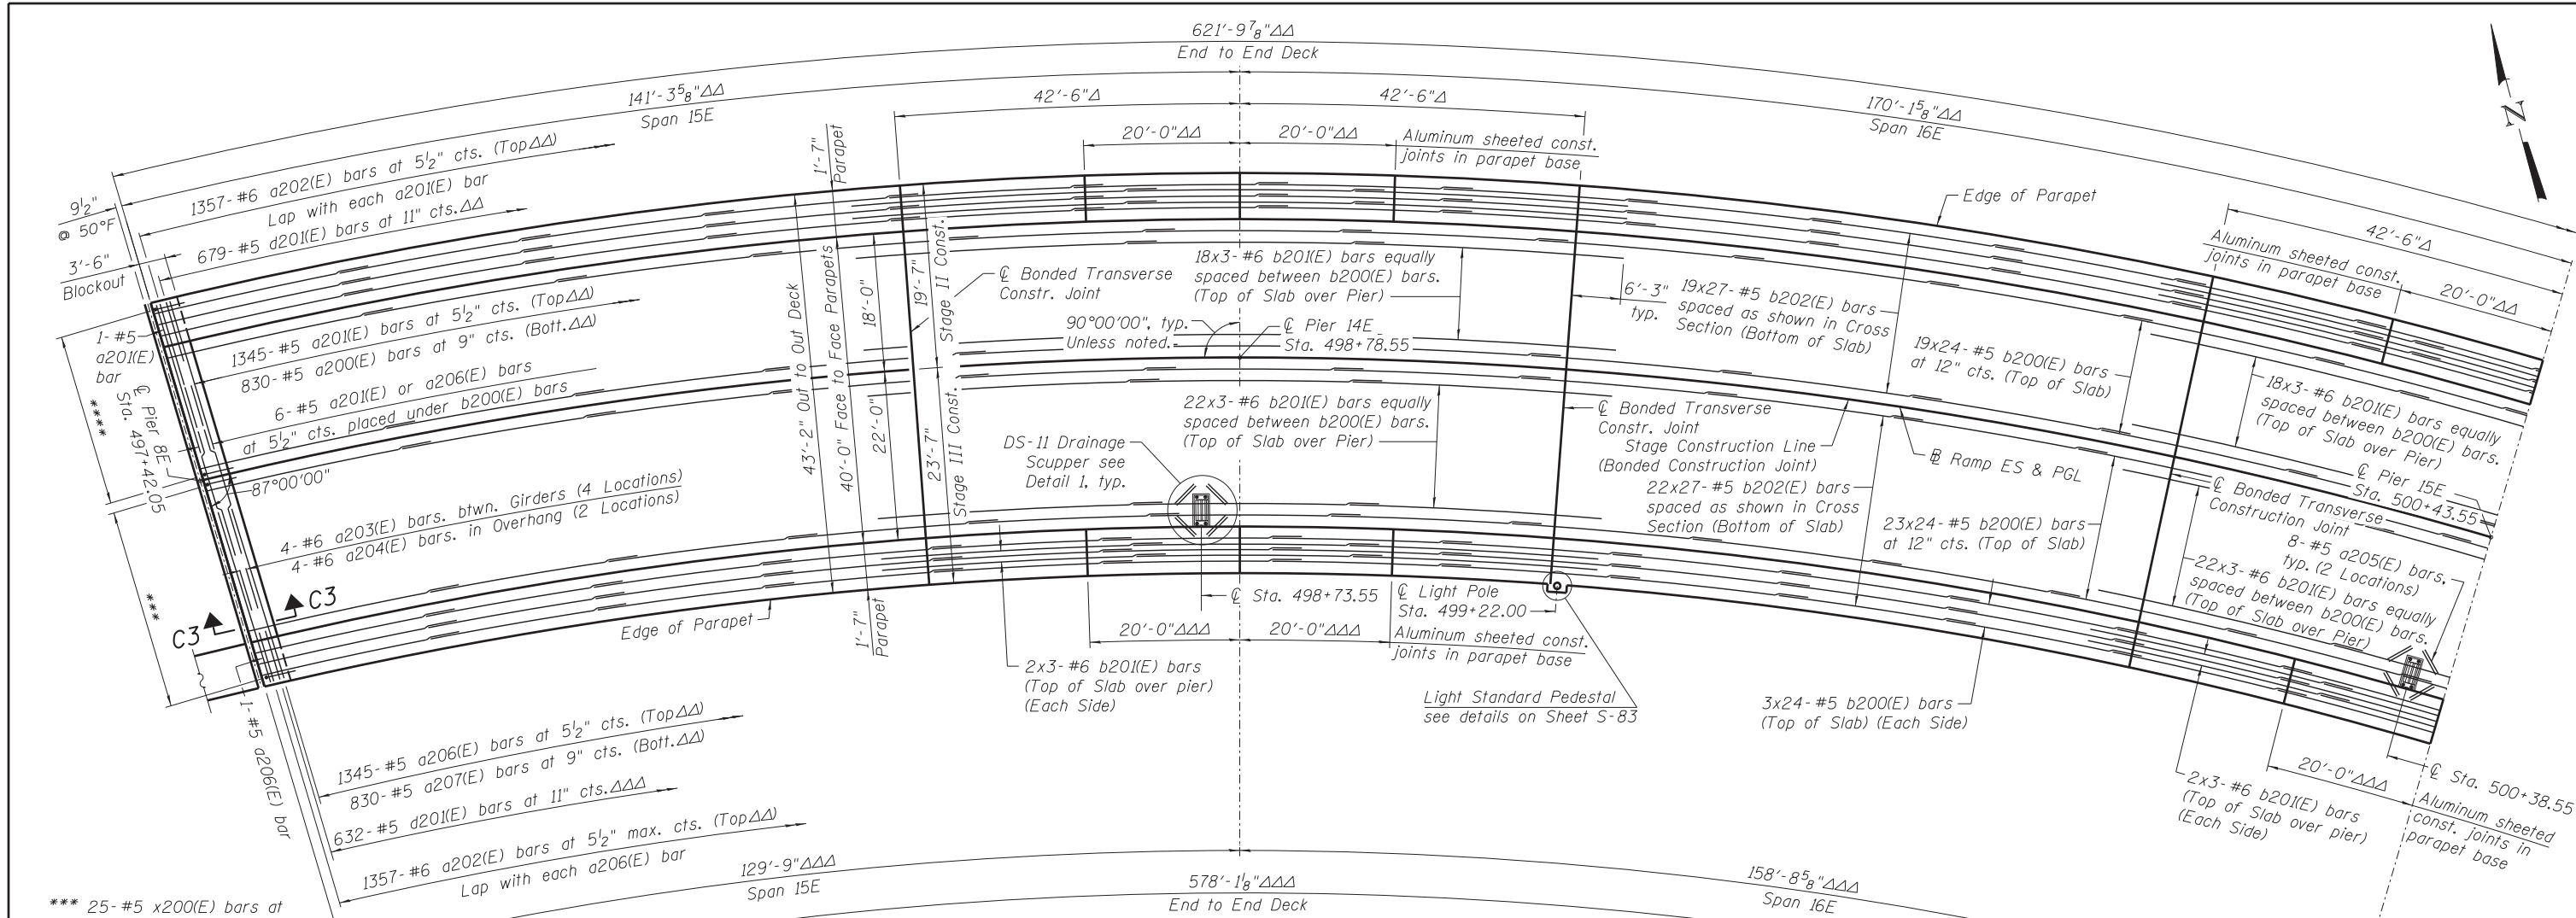 621'-9 7/8"ΔΔ
End to End Deck
141'-3 5/8"ΔΔ
Span 15E
42'-6"Δ
42'-6"Δ
170'-1 5/8"ΔΔ
Span 16E
N
20'-0"ΔΔ
20'-0"ΔΔ
Aluminum sheeted const.
joints in parapet base
1'-7"
Parapet
9 1/2"
@ 50°F
1357-#6 a202(E) bars at 5 1/2" cts. (TopΔΔ)
Lap with each a201(E) bar
679-#5 d201(E) bars at 11" cts.ΔΔ
3'-6"
Blockout
Edge of Parapet
42'-6"Δ
Aluminum sheeted const.
joints in parapet base
20'-0"ΔΔ
1-#5
a201(E)
bar
1345-#5 a201(E) bars at 5 1/2" cts. (TopΔΔ)
830-#5 a200(E) bars at 9" cts. (Bott.ΔΔ)
6-#5 a201(E) or a206(E) bars
at 5 1/2" cts. placed under b200(E) bars
℄ Pier 8E
Sta. 497+42.05
****
87°00'00"
43'-2" Out to Out Deck
40'-0" Face to Face Parapets
18'-0"
22'-0"
19'-7"
Stage II Const.
23'-7"
Stage III Const.
℄ Bonded Transverse
Constr. Joint
18x3-#6 b201(E) bars equally
spaced between b200(E) bars.
(Top of Slab over Pier)
90°00'00", typ.
Unless noted.
℄ Pier 14E
Sta. 498+78.55
6'-3"
typ.
19x27-#5 b202(E) bars
spaced as shown in Cross
Section (Bottom of Slab)
19x24-#5 b200(E) bars
at 12" cts. (Top of Slab)
18x3-#6 b201(E) bars equally
spaced between b200(E) bars.
(Top of Slab over Pier)
℄ Pier 15E
Sta. 500+43.55
22x3-#6 b201(E) bars equally
spaced between b200(E) bars.
(Top of Slab over Pier)
DS-11 Drainage
Scupper see
Detail 1, typ.
℄ Bonded Transverse
Constr. Joint
Stage Construction Line
(Bonded Construction Joint)
22x27-#5 b202(E) bars
spaced as shown in Cross
Section (Bottom of Slab)
℄ Ramp ES & PGL
23x24-#5 b200(E) bars
at 12" cts. (Top of Slab)
℄ Bonded Transverse
Construction Joint
8-#5 a205(E) bars.
typ. (2 Locations)
22x3-#6 b201(E) bars equally
spaced between b200(E) bars.
(Top of Slab over Pier)
4-#6 a203(E) bars. btwn. Girders (4 Locations)
4-#6 a204(E) bars. in Overhang (2 Locations)
***
C3
C3
Edge of Parapet
1'-7"
Parapet
℄ Sta. 498+73.55
℄ Light Pole
Sta. 499+22.00
20'-0"ΔΔΔ
20'-0"ΔΔΔ
Aluminum sheeted const.
joints in parapet base
2x3-#6 b201(E) bars
(Top of Slab over pier)
(Each Side)
Light Standard Pedestal
see details on Sheet S-83
3x24-#5 b200(E) bars
(Top of Slab) (Each Side)
2x3-#6 b201(E) bars
(Top of Slab over pier)
(Each Side)
20'-0"ΔΔΔ
℄ Sta. 500+38.55
Aluminum sheeted
const. joints in
parapet base
1-#5 a206(E) bar
1345-#5 a206(E) bars at 5 1/2" cts. (TopΔΔ)
830-#5 a207(E) bars at 9" cts. (Bott.ΔΔ)
632-#5 d201(E) bars at 11" cts.ΔΔΔ
1357-#6 a202(E) bars at 5 1/2" max. cts. (TopΔΔ)
Lap with each a206(E) bar
129'-9"ΔΔΔ
Span 15E
578'-1 1/8"ΔΔΔ
End to End Deck
158'-8 5/8"ΔΔΔ
Span 16E
*** 25-#5 x200(E) bars at